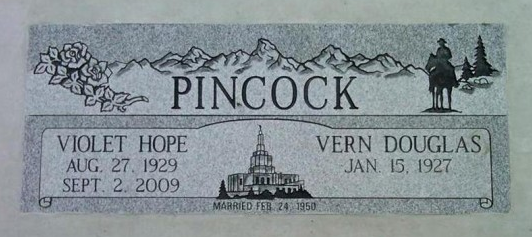 PINCOCK
VIOLET HOPE
AUG. 27, 1929
SEPT. 2, 2009
VERN DOUGLAS
JAN. 15, 1927
MARRIED FEB. 24, 1950